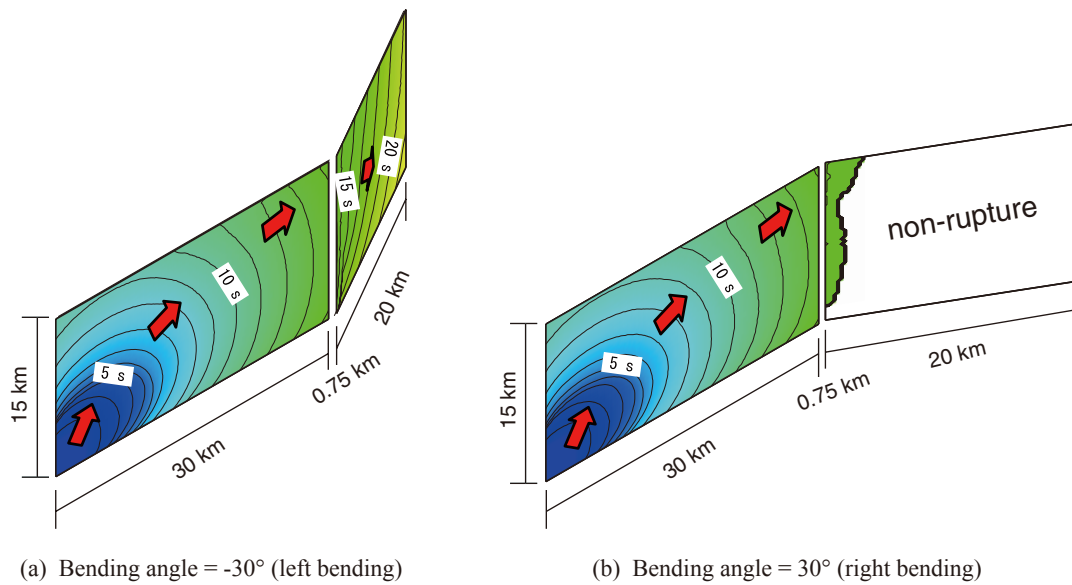 5 s
10 s
15 s
20 s
15 km
30 km
0.75 km
20 km
(a) Bending angle = -30° (left bending)
5 s
10 s
non-rupture
15 km
30 km
0.75 km
20 km
(b) Bending angle = 30° (right bending)